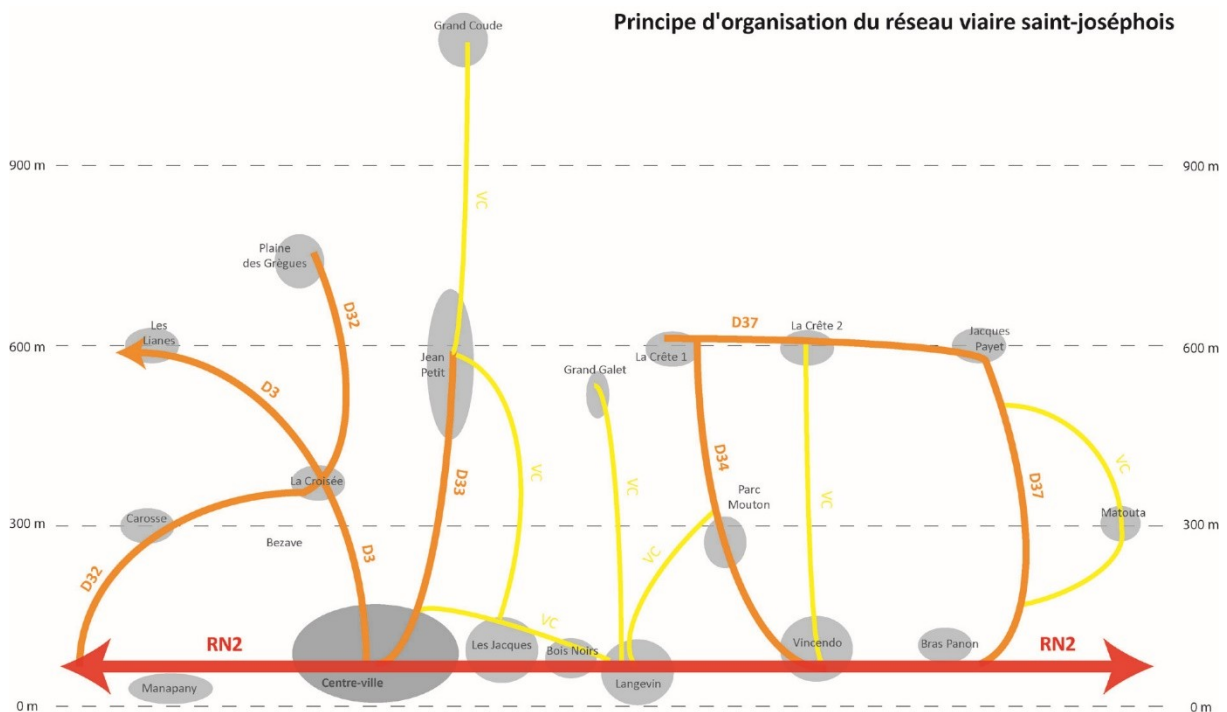 Principe d'organisation du réseau viaire saint-joséphois
Grand Coude
900 m
900 m
VC
Plaine
des Grègues
D32
Les
Lianes
600 m
D3
Jean
Petit
Grand Galet
La Crête 1
D37
La Crête 2
Jacques
Payet
600 m
La Croisée
D33
VC
VC
D34
VC
Parc
Mouton
D37
VC
Matouta
Carosse
300 m
Bezave
300 m
D32
D3
VC
VC
RN2
Centre-ville
Les Jacques
Bois Noirs
Langevin
Vincendo
Bras Panon
RN2
Manapany
0 m
0 m